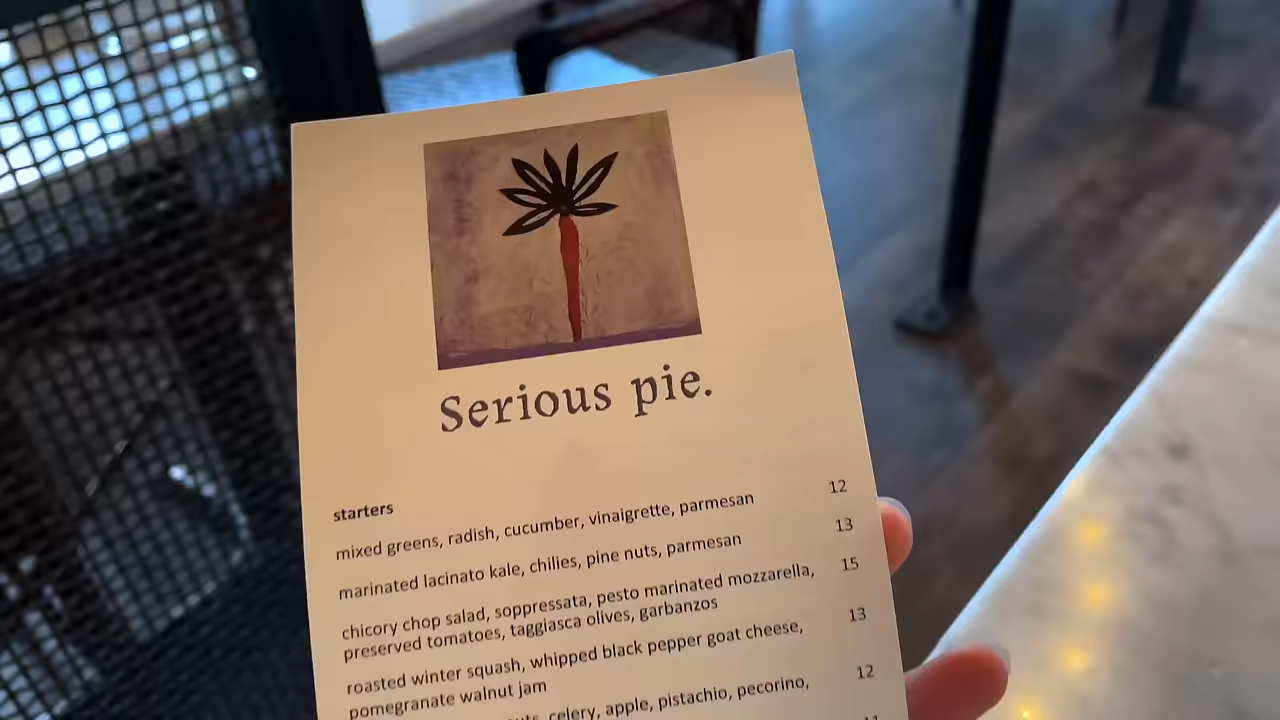 Serious pie.
starters
mixed greens, radish, cucumber, vinaigrette, parmesan 12
marinated lacinato kale, chilies, pine nuts, parmesan 13
chicory chop salad, soppressata, pesto marinated mozzarella, 15
preserved tomatoes, taggiasca olives, garbanzos
roasted winter squash, whipped black pepper goat cheese, 13
pomegranate walnut jam
celery, apple, pistachio, pecorino, 12